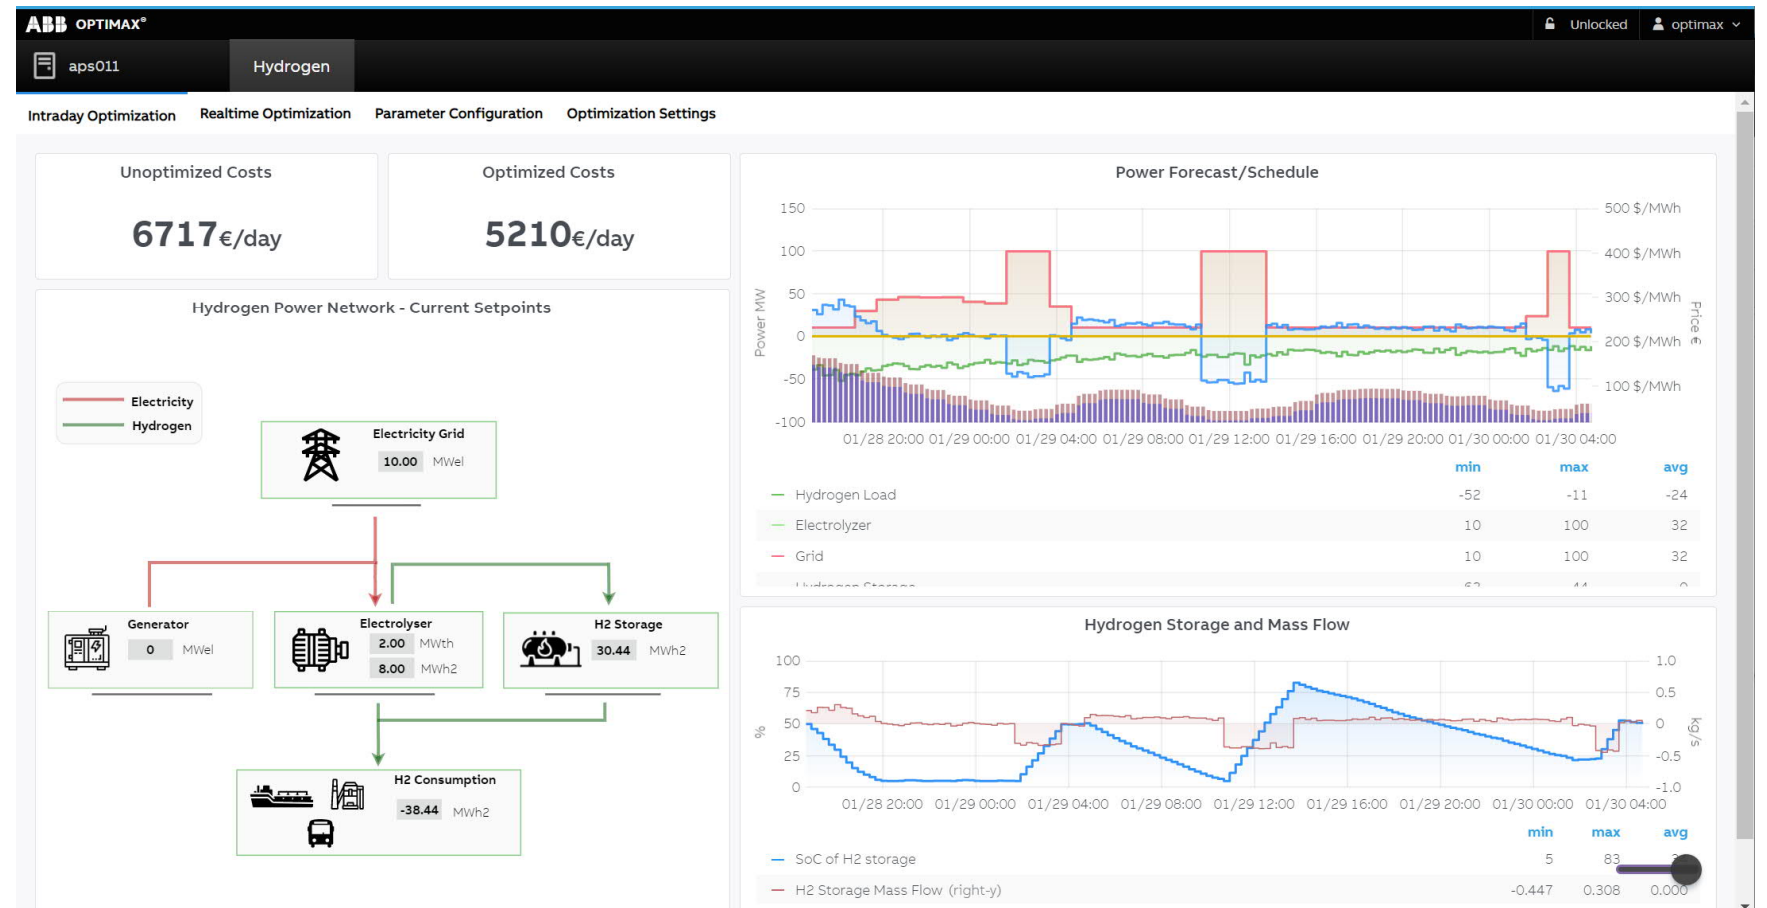 ABB OPTIMAX®
Unlocked
optimax
aps011
Hydrogen
Intraday Optimization
Realtime Optimization
Parameter Configuration
Optimization Settings
Unoptimized Costs
6717€/day
Optimized Costs
5210€/day
Hydrogen Power Network - Current Setpoints
Electricity
Hydrogen
Electricity Grid
10.00 MWel
Generator
0 MWel
Electrolyser
2.00 MWth
8.00 MWh2
H2 Storage
30.44 MWh2
H2 Consumption
-38.44 MWh2
Power Forecast/Schedule
150
100
50
0
-50
-100
Power MW
500 $/MWh
400 $/MWh
300 $/MWh
200 $/MWh
100 $/MWh
Price €
01/28 20:00 01/29 00:00 01/29 04:00 01/29 08:00 01/29 12:00 01/29 16:00 01/29 20:00 01/30 00:00 01/30 04:00
min max avg
Hydrogen Load -52 -11 -24
Electrolyzer 10 100 32
Grid 10 100 32
Hydrogen Storage
Hydrogen Storage and Mass Flow
100
75
50
25
0
%
1.0
0.5
0
-0.5
-1.0
kg/s
01/28 20:00 01/29 00:00 01/29 04:00 01/29 08:00 01/29 12:00 01/29 16:00 01/29 20:00 01/30 00:00 01/30 04:00
min max avg
SoC of H2 storage 5 83
H2 Storage Mass Flow (right-y) -0.447 0.308 0.000